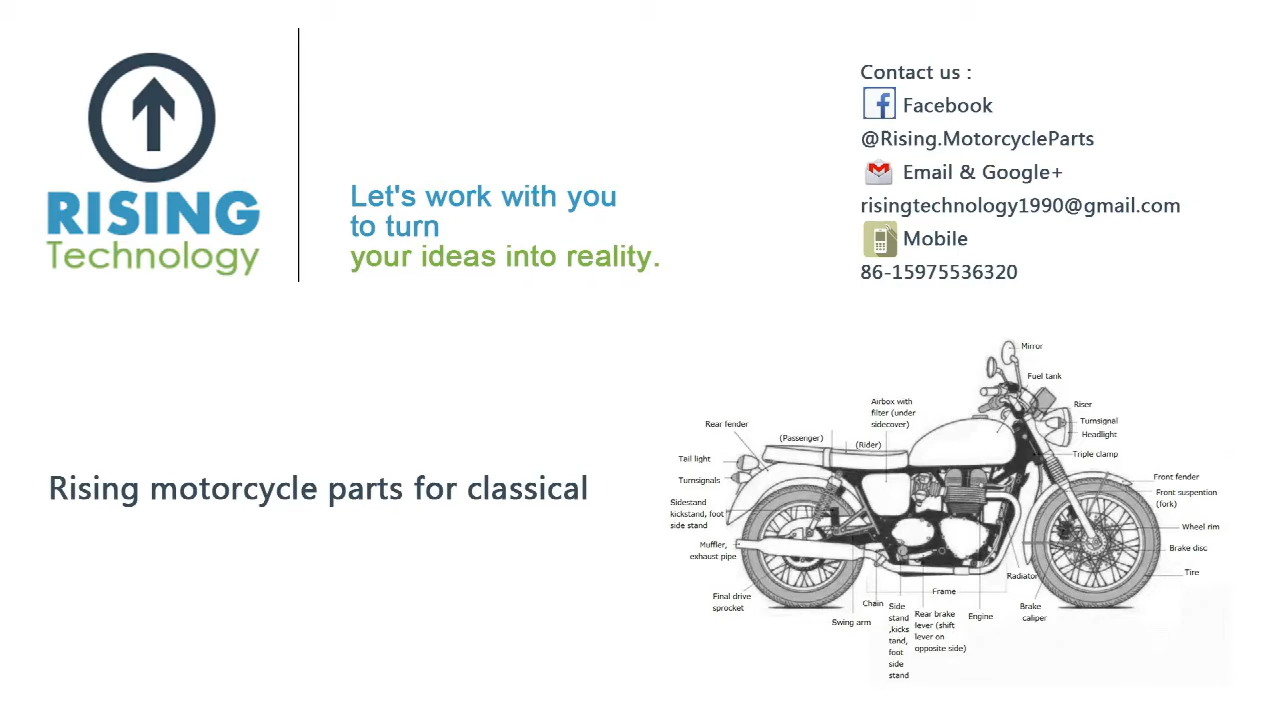 RISING
Technology
Let's work with you
to turn
your ideas into reality.
Contact us :
Facebook
@Rising.MotorcycleParts
Email & Google+
risingtechnology1990@gmail.com
Mobile
86-15975536320
Rising motorcycle parts for classical
Mirror
Fuel tank
Riser
Turnsignal
Headlight
Triple clamp
Front fender
Front suspention
(fork)
Wheel rim
Brake disc
Tire
Airbox with
filter (under
sidecover)
Rear fender
(Passenger)
(Rider)
Tail light
Turnsignals
Sidestand
kickstand, foot
side stand
Muffler,
exhaust pipe
Final drive
sprocket
Swing arm
Chain
Side
stand
,kicks
tand,
foot
side
stand
Frame
Rear brake
lever (shift
lever on
opposite side)
Engine
Radiator
Brake
caliper